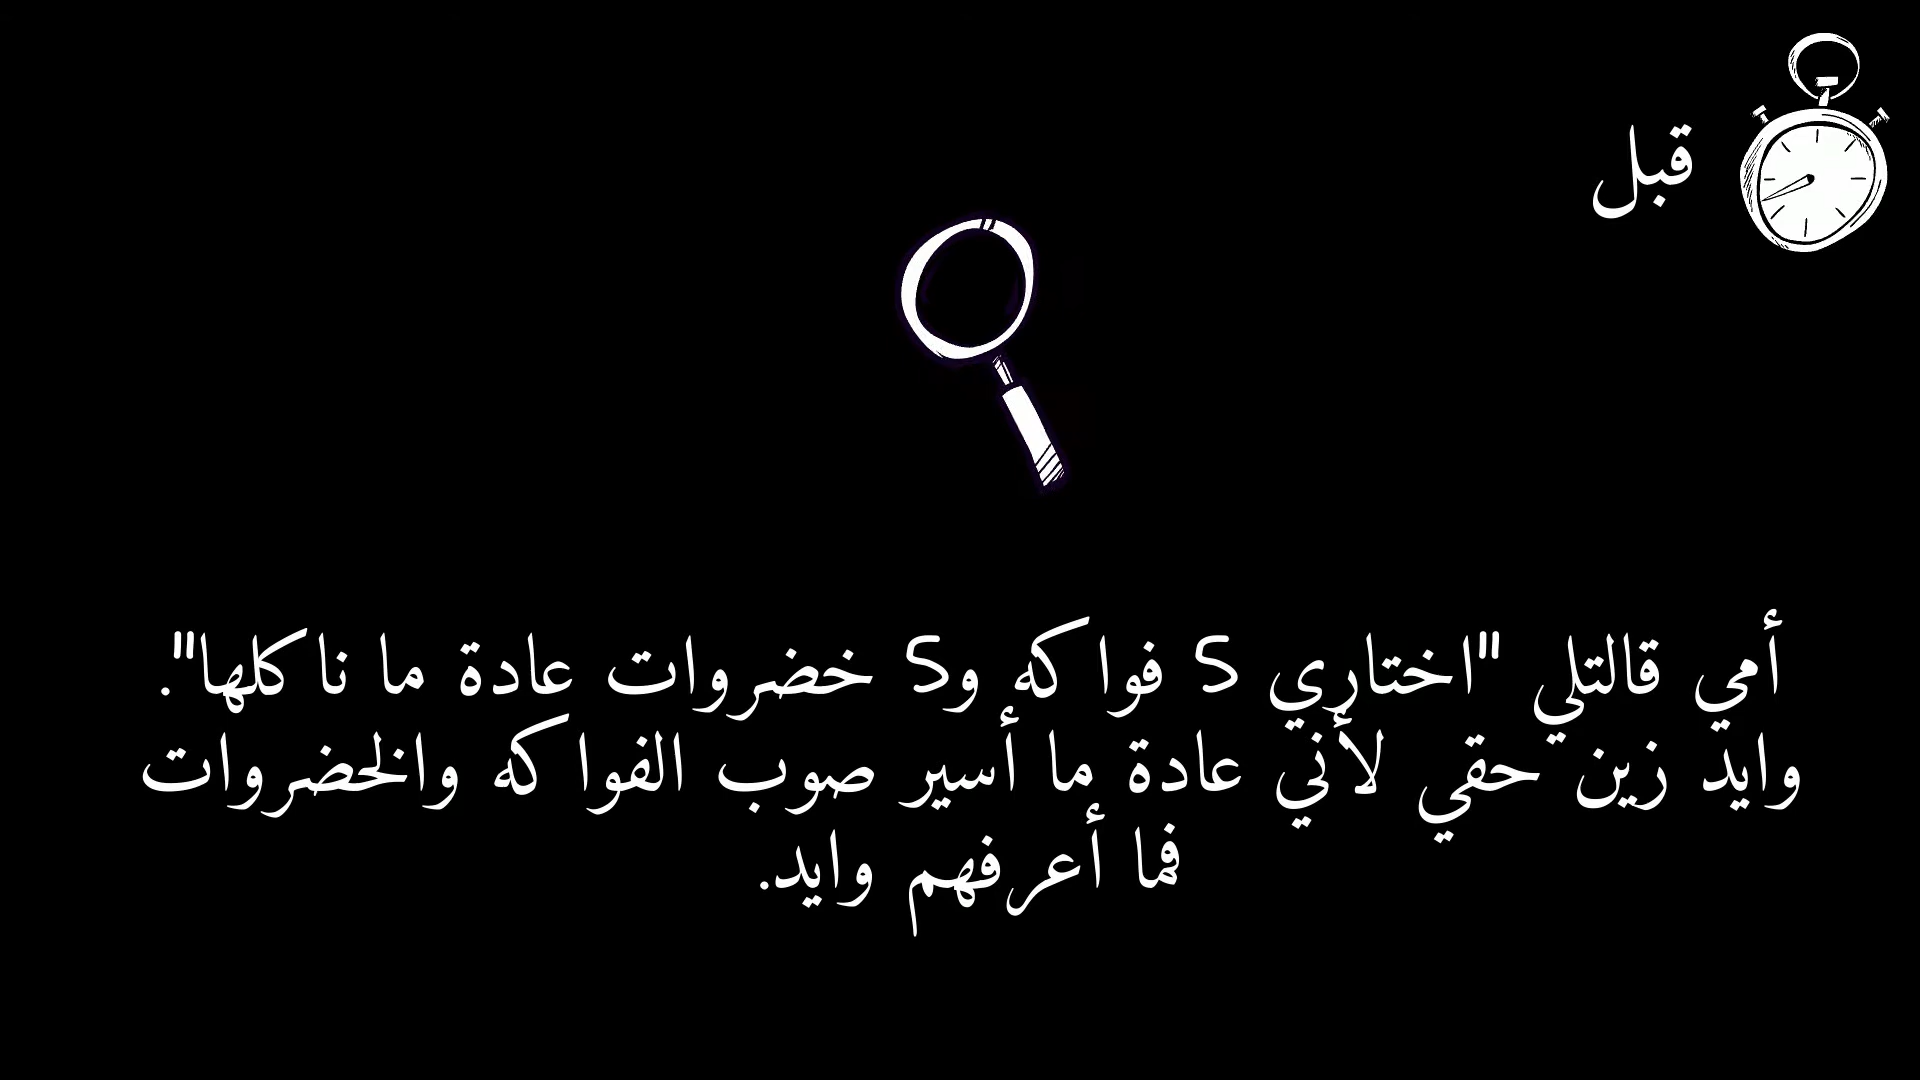 قبل
أمي قالتلي "اختاري 5 فواكه و5 خضروات عادة ما ناكلها".
وايد زين حقي لأني عادة ما أسير صوب الفواكه والخضروات
فما أعرفهم وايد.